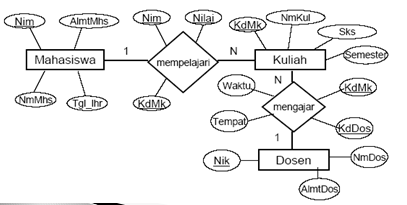 Nim
AlmtMhs
Mahasiswa
NmMhs
Tgl_lhr
1
Nim
Nilai
mempelajari
KdMk
N
KdMk
NmKul
Sks
Semester
Kuliah
N
Waktu
Tempat
mengajar
KdMk
KdDos
1
Nik
Dosen
NmDos
AlmtDos